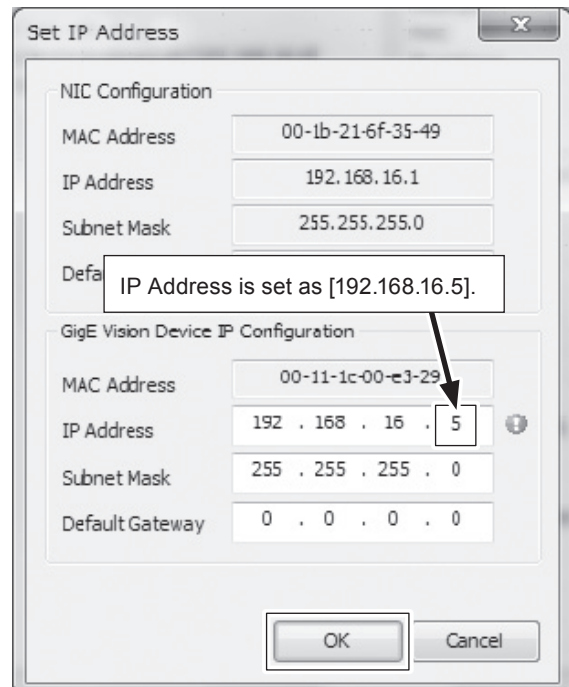 Set IP Address
NIC Configuration
MAC Address 00-1b-21-6f-35-49
IP Address 192.168.16.1
Subnet Mask 255.255.255.0
IP Address is set as [192.168.16.5].
GigE Vision Device IP Configuration
MAC Address 00-11-1c-00-e3-29
IP Address 192 . 168 . 16 . 5
Subnet Mask 255 . 255 . 255 . 0
Default Gateway 0 . 0 . 0 . 0
OK Cancel